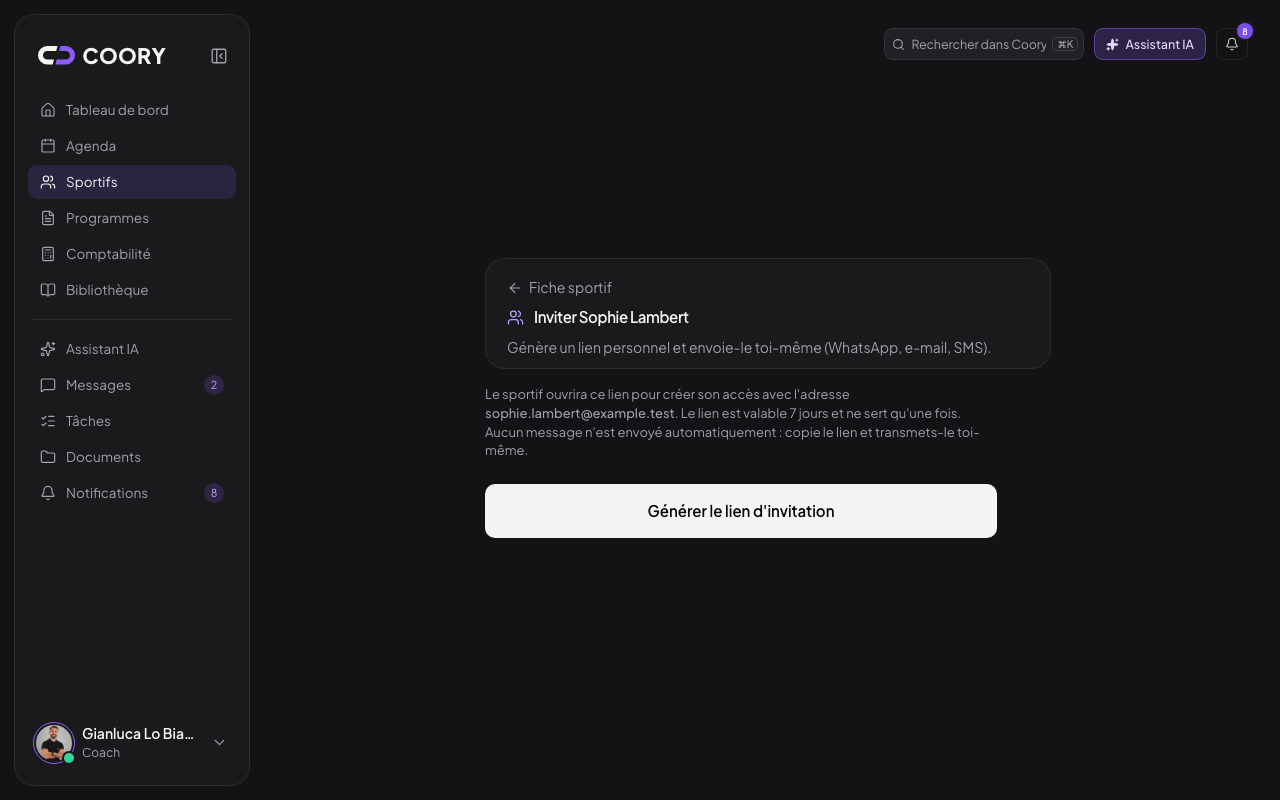 COORY
Rechercher dans Coory ⌘K
Assistant IA
8
Tableau de bord
Agenda
Sportifs
Programmes
Comptabilité
Bibliothèque
Assistant IA
Messages 2
Tâches
Documents
Notifications 8
Fiche sportif
Inviter Sophie Lambert
Génère un lien personnel et envoie-le toi-même (WhatsApp, e-mail, SMS).
Le sportif ouvrira ce lien pour créer son accès avec l'adresse
sophie.lambert@example.test. Le lien est valable 7 jours et ne sert qu'une fois.
Aucun message n'est envoyé automatiquement : copie le lien et transmets-le toi-
même.
Générer le lien d'invitation
Gianluca Lo Bia...
Coach